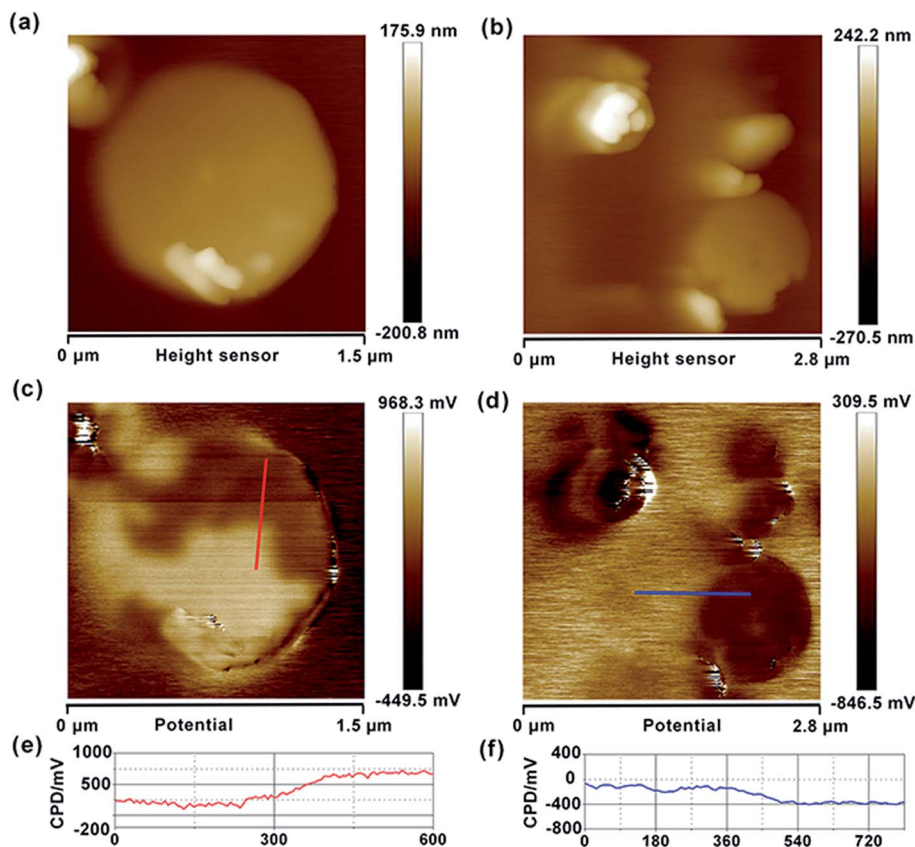 (a)
175.9 nm
-200.8 nm
0 μm
Height sensor
1.5 μm
(b)
242.2 nm
-270.5 nm
0 μm
Height sensor
2.8 μm
(c)
968.3 mV
-449.5 mV
0 μm
Potential
1.5 μm
(d)
309.5 mV
-846.5 mV
0 μm
Potential
2.8 μm
(e)
CPD/mV
1000
500
-200
0
300
600
(f)
CPD/mV
400
0
-400
-800
0
180
360
540
720